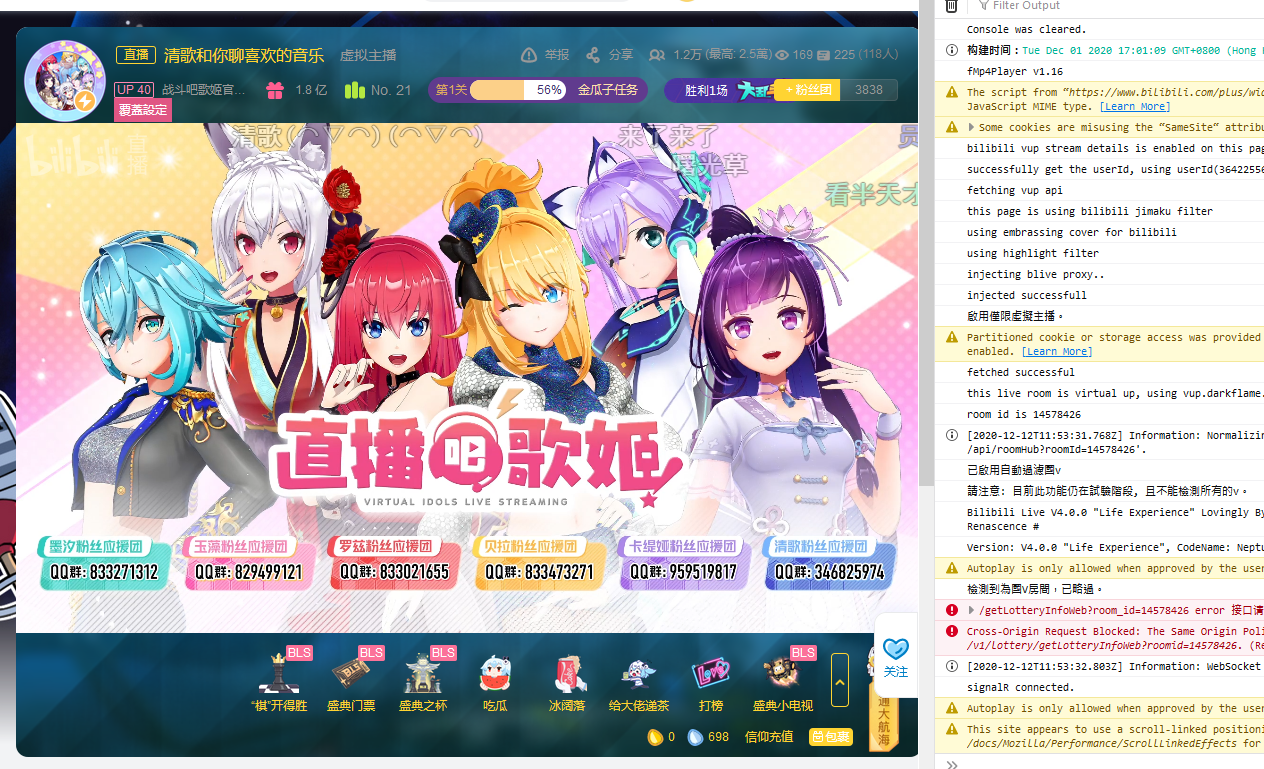 直播 清歌和你聊喜欢的音乐 虚拟主播 举报 分享 1.2万 (最高: 2.5萬) 169 225 (118人)
UP 40 战斗吧歌姬官... 1.8 亿 No. 21 第1关 56% 金瓜子任务 胜利1场 大乱 + 粉丝团 3838
覆蓋設定
bilibili 直播
清歌 (⌒▽⌒) (⌒▽⌒) 来了来了
曙光草
看半天才
直播吧歌姬
VIRTUAL IDOLS LIVE STREAMING
墨汐粉丝应援团 玉藻粉丝应援团 罗兹粉丝应援团 贝拉粉丝应援团 卡缇娅粉丝应援团 清歌粉丝应援团
QQ群: 833271312 QQ群: 829499121 QQ群: 833021655 QQ群: 833473271 QQ群: 959519817 QQ群: 346825974
关注
BLS BLS BLS BLS
BLS LOVE
“棋”开得胜 盛典门票 盛典之杯 吃瓜 冰阔落 给大佬递茶 打榜 盛典小电视
通大航海
0 698 信仰充值 包裹
Filter Output
Console was cleared.
构建时间：Tue Dec 01 2020 17:01:09 GMT+0800 (Hong
fMp4Player v1.16
The script from “https://www.bilibili.com/plus/wid
JavaScript MIME type. [Learn More]
Some cookies are misusing the “SameSite“ attribu
bilibili vup stream details is enabled on this pag
successfully get the userId, using userId(36422556
fetching vup api
this page is using bilibili jimaku filter
using embrassing cover for bilibili
using highlight filter
injecting blive proxy..
injected successfull
啟用僅限虛擬主播。
Partitioned cookie or storage access was provided
enabled. [Learn More]
fetched successful
this live room is virtual up, using vup.darkflame.
room id is 14578426
[2020-12-12T11:53:31.768Z] Information: Normalizin
/api/roomHub?roomId=14578426'.
已啟用自動過濾國v
請注意: 目前此功能仍在試驗階段, 且不能檢測所有的v。
Bilibili Live V4.0.0 "Life Experience" Lovingly By
Renascence #
Version: V4.0.0 "Life Experience", CodeName: Neptu
Autoplay is only allowed when approved by the user
檢測到為國v房間，已略過。
/getLotteryInfoWeb?room_id=14578426 error 接口请
Cross-Origin Request Blocked: The Same Origin Poli
/v1/Lottery/getLotteryInfoWeb?roomid=14578426. (Re
[2020-12-12T11:53:32.803Z] Information: WebSocket
signalR connected.
Autoplay is only allowed when approved by the user
This site appears to use a scroll-linked positioni
/docs/Mozilla/Performance/ScrollLinkedEffects for